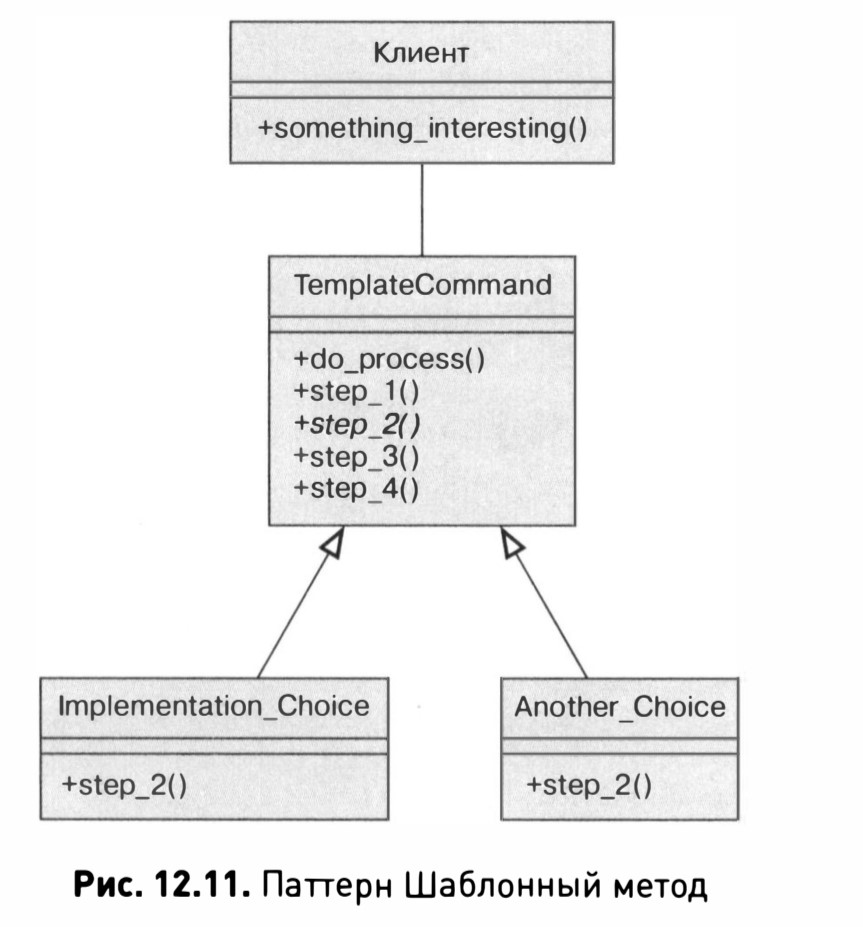 Клиент
+something_interesting()
TemplateCommand
+do_process()
+step_1()
+step_2()
+step_3()
+step_4()
Implementation_Choice
+step_2()
Another_Choice
+step_2()
Рис. 12.11. Паттерн Шаблонный метод